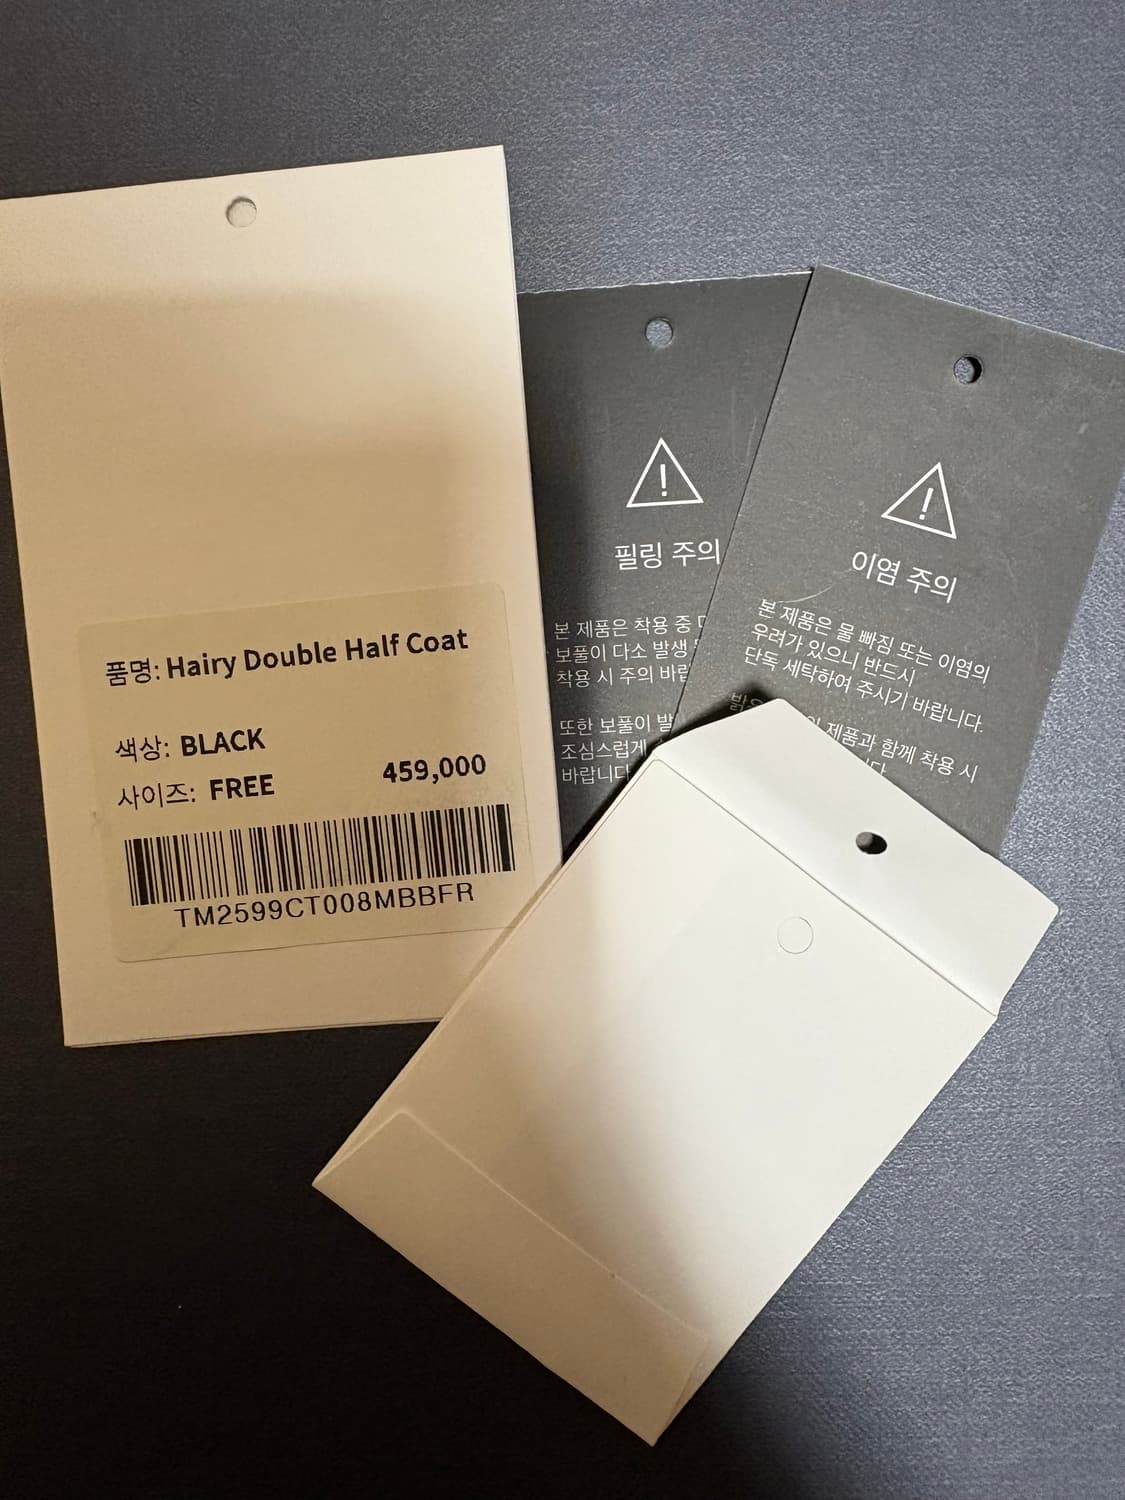 품명: Hairy Double Half Coat
색상: BLACK
사이즈: FREE
459,000
TM2599CT008MBBFR
필링 주의
본 제품은 착용 중
보풀이 다소 발생
착용 시 주의
또한 보풀이
조심스럽게
바랍니다
이염 주의
본 제품은 물 빠짐 또는 이염의
우려가 있으니 반드시
단독 세탁하여 주시기 바랍니다.
제품과 함께 착용 시